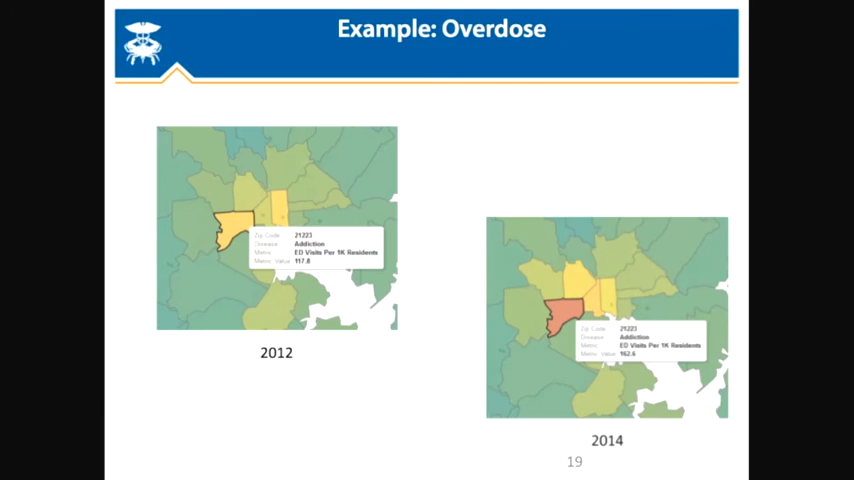 Example: Overdose
Zip Code 21223
Disease Addiction
Metric ED Visits Per 1K Residents
Metric Value 117.8
2012
Zip Code 21223
Disease Addiction
Metric ED Visits Per 1K Residents
Metric Value 162.6
2014
19